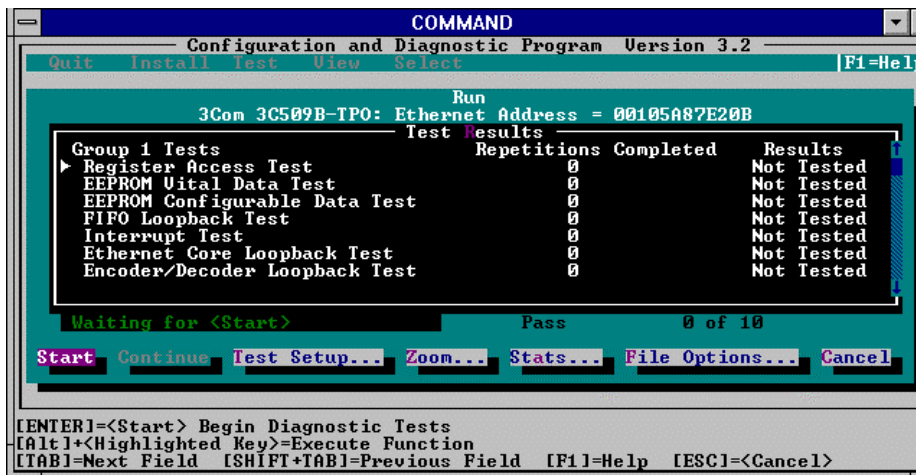 COMMAND
Configuration and Diagnostic Program Version 3.2
Quit Install Test View Select F1=Hel
Run
3Com 3C509B-TPO: Ethernet Address = 00105A87E20B
Test Results
Group 1 Tests Repetitions Completed Results
Register Access Test 0 Not Tested
EEPROM Vital Data Test 0 Not Tested
EEPROM Configurable Data Test 0 Not Tested
FIFO Loopback Test 0 Not Tested
Interrupt Test 0 Not Tested
Ethernet Core Loopback Test 0 Not Tested
Encoder/Decoder Loopback Test 0 Not Tested
Waiting for <Start> Pass 0 of 10
Start Continue Test Setup... Zoom... Stats... File Options... Cancel
[ENTER]=<Start> Begin Diagnostic Tests
[Alt]+<Highlighted Key>=Execute Function
[TAB]=Next Field [SHIFT+TAB]=Previous Field [F1]=Help [ESC]=<Cancel>